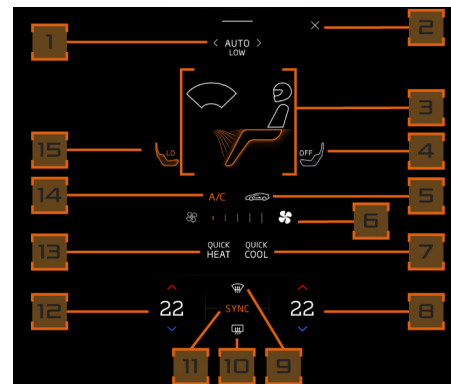 1
2
< AUTO >
LOW
3
15
LO
OFF
4
14
A/C
5
6
13
QUICK HEAT
QUICK COOL
7
12
22
SYNC
22
8
11
10
9